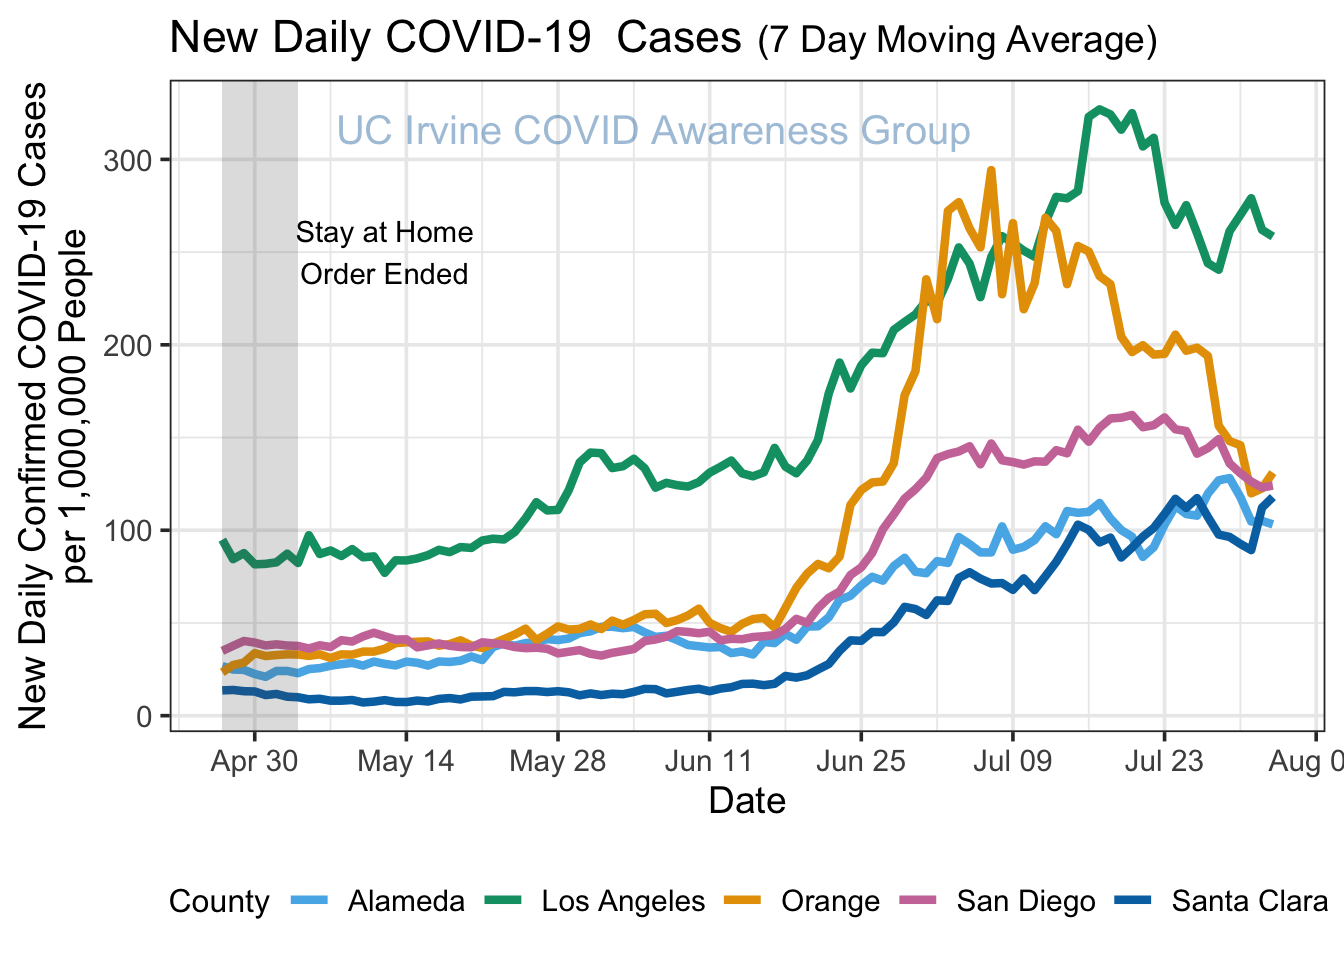 New Daily COVID-19  Cases (7 Day Moving Average)
New Daily Confirmed COVID-19 Cases
per 1,000,000 People
UC Irvine COVID Awareness Group
300
Stay at Home
Order Ended
200
100
0
Apr 30 May 14 May 28 Jun 11 Jun 25 Jul 09 Jul 23 Aug 0
Date
County Alameda Los Angeles Orange San Diego Santa Clara